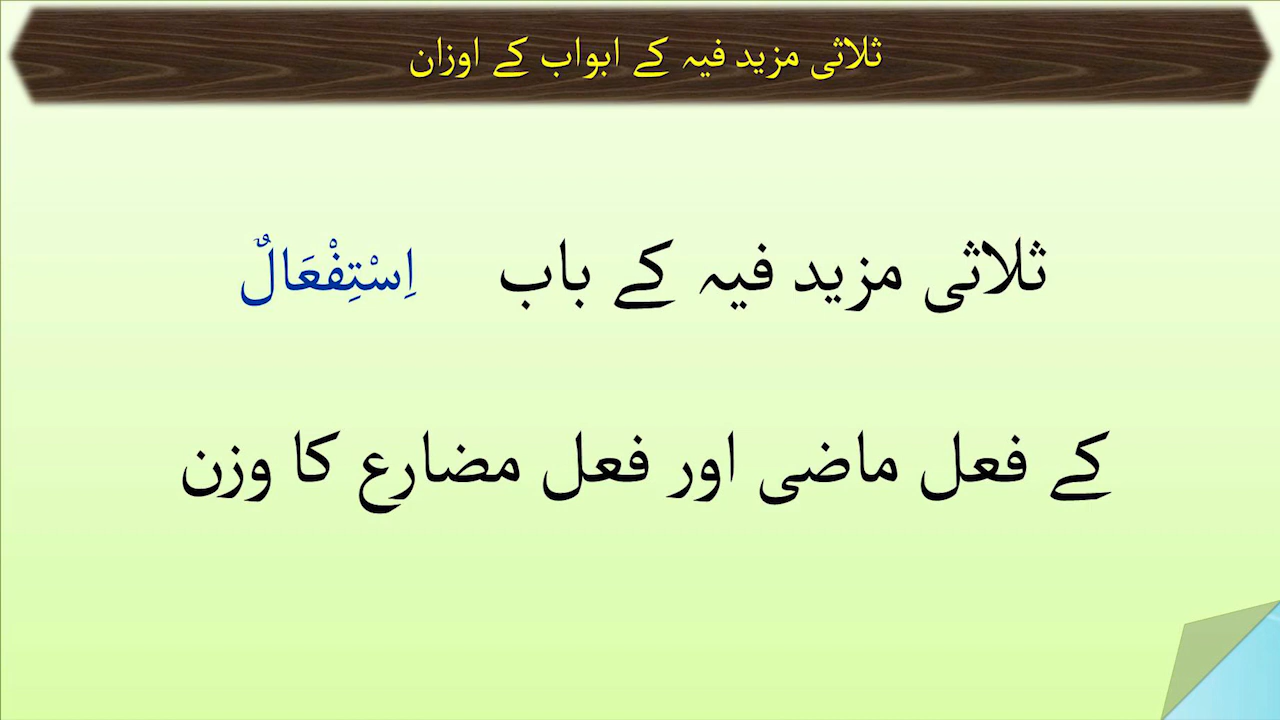 ثلاثی مزید فیہ کے ابواب کے اوزان
ثلاثی مزید فیہ کے باب اِسْتِفْعَالٌ
کے فعل ماضی اور فعل مضارع کا وزن